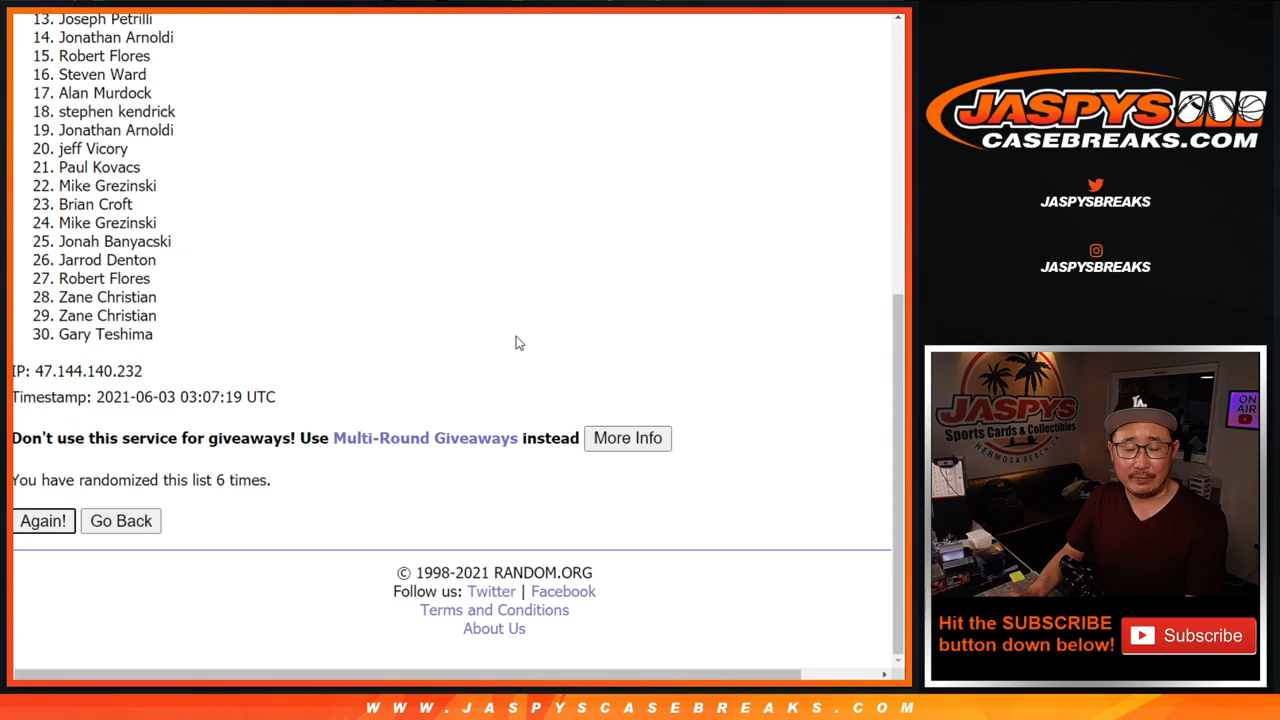 13. Joseph Petrilli
14. Jonathan Arnoldi
15. Robert Flores
16. Steven Ward
17. Alan Murdock
18. stephen kendrick
19. Jonathan Arnoldi
20. jeff Vicory
21. Paul Kovacs
22. Mike Grezinski
23. Brian Croft
24. Mike Grezinski
25. Jonah Banyacski
26. Jarrod Denton
27. Robert Flores
28. Zane Christian
29. Zane Christian
30. Gary Teshima
IP: 47.144.140.232
Timestamp: 2021-06-03 03:07:19 UTC
Don't use this service for giveaways! Use Multi-Round Giveaways instead More Info
You have randomized this list 6 times.
Again! Go Back
© 1998-2021 RANDOM.ORG
Follow us: Twitter | Facebook
Terms and Conditions
About Us
JASPYS
CASEBREAKS.COM
JASPYSBREAKS
JASPYSBREAKS
JASPYS
Sports Cards & Collectibles
HERMOSA BEACH, CA
ON
AIR
LA
Hit the SUBSCRIBE
button down below!
Subscribe
WWW.JASPYSCASEBREAKS.COM